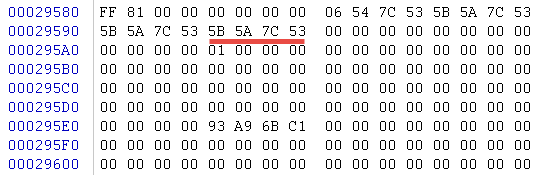 00029580 FF 81 00 00 00 00 00 00 06 54 7C 53 5B 5A 7C 53
00029590 5B 5A 7C 53 5B 5A 7C 53 00 00 00 00 00 00 00 00
000295A0 00 00 00 00 01 00 00 00 00 00 00 00 00 00 00 00
000295B0 00 00 00 00 00 00 00 00 00 00 00 00 00 00 00 00
000295C0 00 00 00 00 00 00 00 00 00 00 00 00 00 00 00 00
000295D0 00 00 00 00 00 00 00 00 00 00 00 00 00 00 00 00
000295E0 00 00 00 00 93 A9 6B C1 00 00 00 00 00 00 00 00
000295F0 00 00 00 00 00 00 00 00 00 00 00 00 00 00 00 00
00029600 00 00 00 00 00 00 00 00 00 00 00 00 00 00 00 00